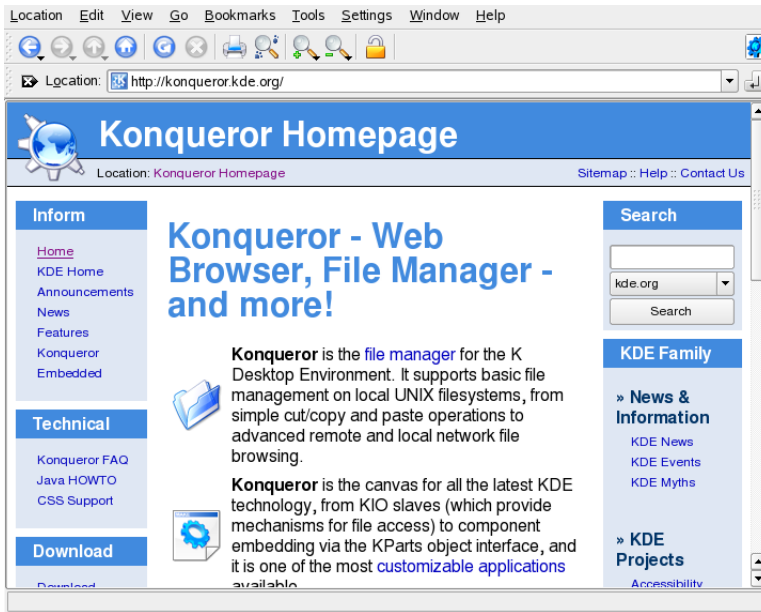 Location Edit View Go Bookmarks Tools Settings Window Help
Location: http://konqueror.kde.org/
Konqueror Homepage
Location: Konqueror Homepage
Sitemap :: Help :: Contact Us
Inform
Home
KDE Home
Announcements
News
Features
Konqueror
Embedded
Technical
Konqueror FAQ
Java HOWTO
CSS Support
Download
Download
Konqueror - Web
Browser, File Manager -
and more!
Konqueror is the file manager for the K
Desktop Environment. It supports basic file
management on local UNIX filesystems, from
simple cut/copy and paste operations to
advanced remote and local network file
browsing.
Konqueror is the canvas for all the latest KDE
technology, from KIO slaves (which provide
mechanisms for file access) to component
embedding via the KParts object interface, and
it is one of the most customizable applications
available.
Search
kde.org
Search
KDE Family
» News &
Information
KDE News
KDE Events
KDE Myths
» KDE
Projects
Accessibility